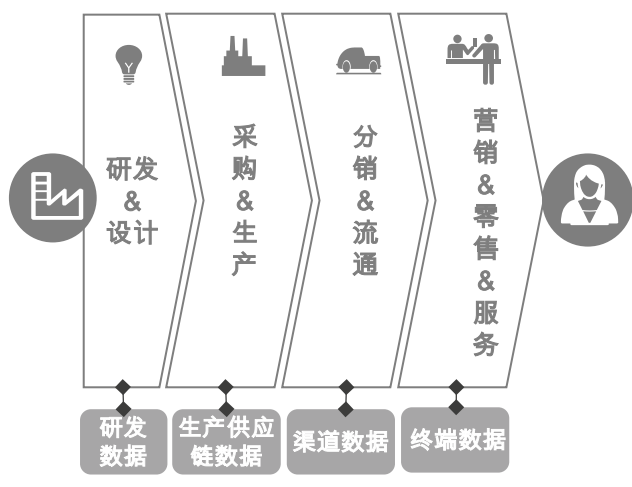 研发
&
设计
采
购
&
生
产
分
销
&
流
通
营
销
&
零
售
&
服
务
研发
数据
生产供应
链数据
渠道数据
终端数据